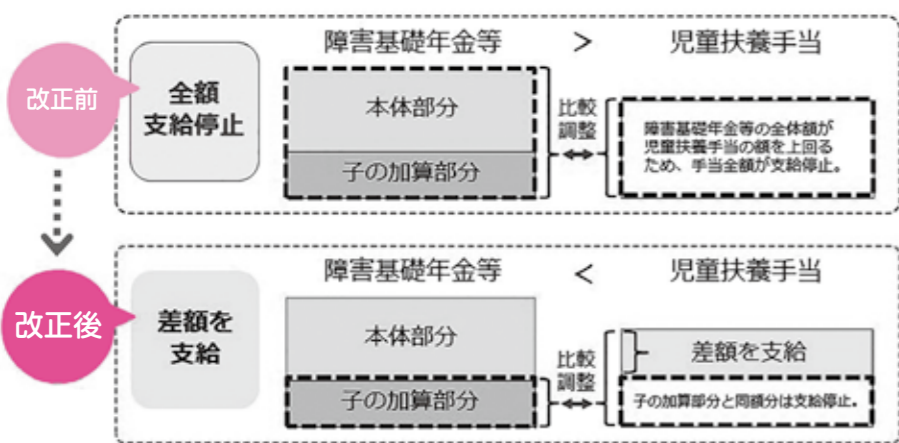 改正前
全額
支給停止
障害基礎年金等 > 児童扶養手当
本体部分
子の加算部分
比較
調整
障害基礎年金等の全体額が
児童扶養手当の額を上回る
ため、手当全額が支給停止。
改正後
差額を
支給
障害基礎年金等 < 児童扶養手当
本体部分
子の加算部分
比較
調整
差額を支給
子の加算部分と同額分は支給停止。